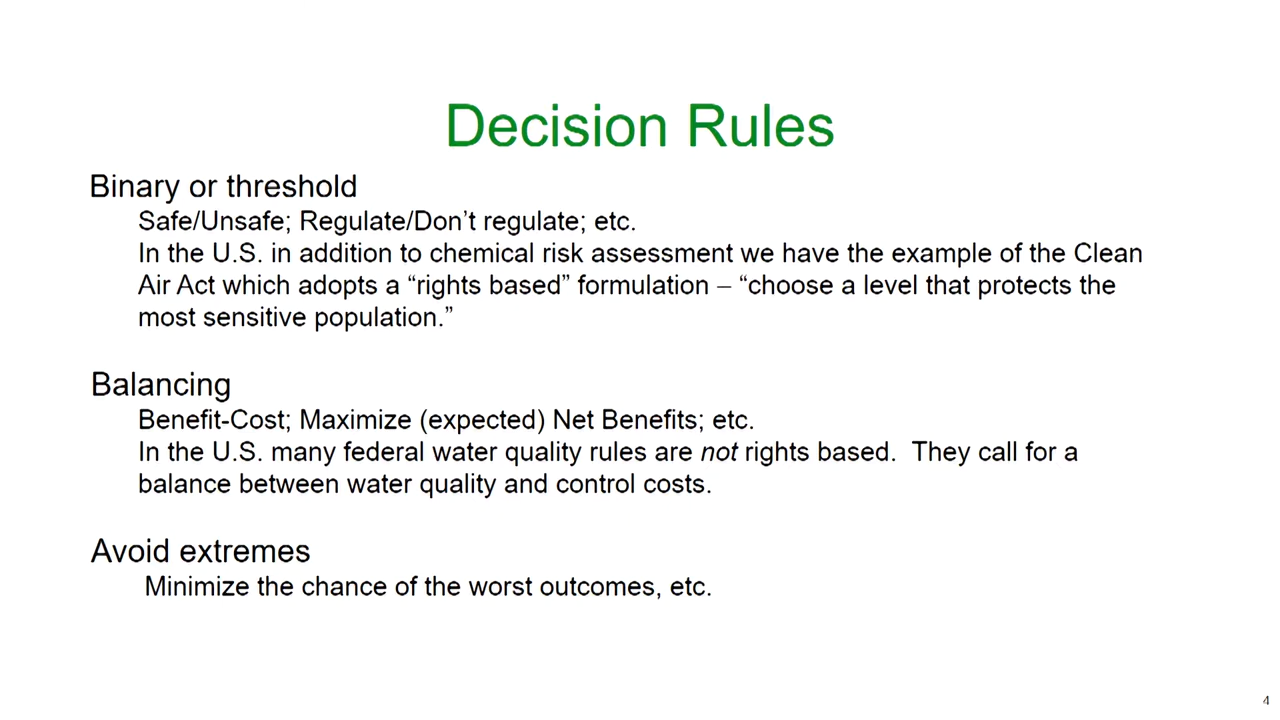 Decision Rules
Binary or threshold
Safe/Unsafe; Regulate/Don’t regulate; etc.
In the U.S. in addition to chemical risk assessment we have the example of the Clean
Air Act which adopts a “rights based” formulation – “choose a level that protects the
most sensitive population.”
Balancing
Benefit-Cost; Maximize (expected) Net Benefits; etc.
In the U.S. many federal water quality rules are not rights based.  They call for a
balance between water quality and control costs.
Avoid extremes
Minimize the chance of the worst outcomes, etc.
4